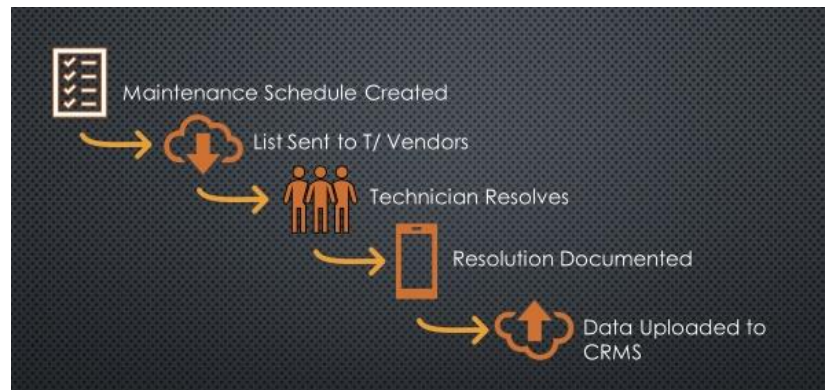 Maintenance Schedule Created
List Sent to T/ Vendors
Technician Resolves
Resolution Documented
Data Uploaded to
CRMS